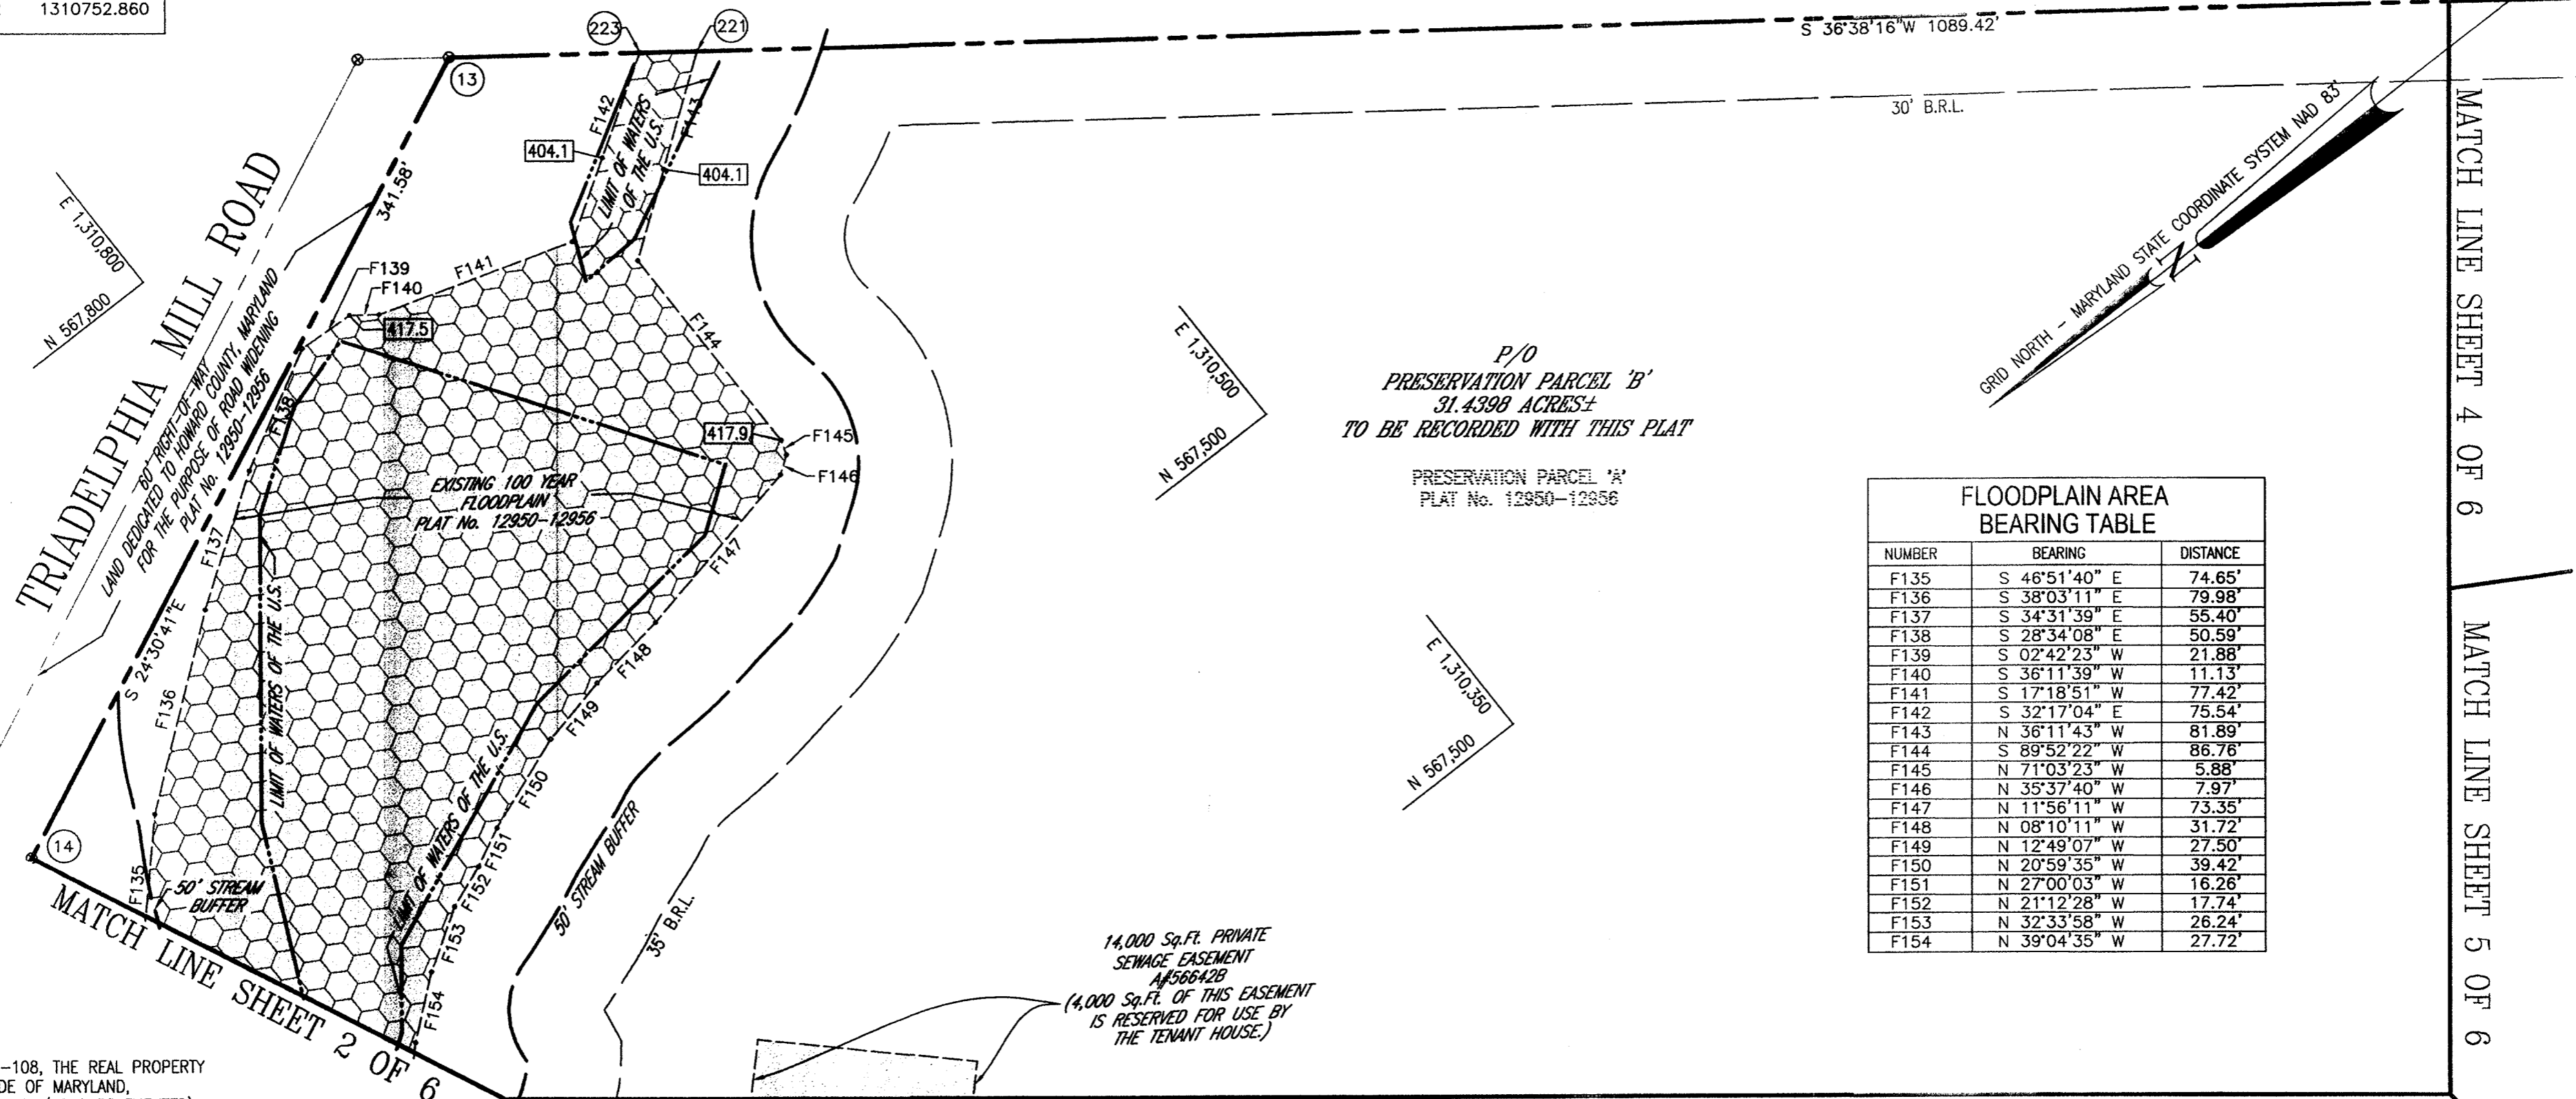 1310752.860
223
221
13
S 36°38'16"W 1089.42'
30' B.R.L.
F142
F143
LIMIT OF WATERS
OF THE U.S.
404.1
404.1
341.58'
E 1,310,800
N 567,800
TRIADELPHIA MILL ROAD
60' RIGHT-OF-WAY
LAND DEDICATED TO HOWARD COUNTY, MARYLAND
FOR THE PURPOSE OF ROAD WIDENING
PLAT No. 12950-12956
S 24°30'41"E
F139
F140
F141
417.5
F144
417.9
F145
F146
F138
F137
F136
F135
EXISTING 100 YEAR
FLOODPLAIN
PLAT No. 12950-12956
F147
F148
F149
F150
F151
F152
F153
F154
LIMIT OF WATERS OF THE U.S.
LIMIT OF WATERS OF THE U.S.
14
50' STREAM
BUFFER
MATCH LINE SHEET 2 OF 6
50' STREAM BUFFER
35' B.R.L.
E 1,310,500
N 567,500
P/O
PRESERVATION PARCEL 'B'
31.4398 ACRES±
TO BE RECORDED WITH THIS PLAT
PRESERVATION PARCEL 'A'
PLAT No. 12950-12956
E 1,310,350
N 567,500
14,000 Sq.Ft. PRIVATE
SEWAGE EASEMENT
A#56642B
(4,000 Sq.Ft. OF THIS EASEMENT
IS RESERVED FOR USE BY
THE TENANT HOUSE.)
GRID NORTH - MARYLAND STATE COORDINATE SYSTEM NAD 83'
N
FLOODPLAIN AREA
BEARING TABLE
NUMBER BEARING DISTANCE
F135 S 46°51'40" E 74.65'
F136 S 38°03'11" E 79.98'
F137 S 34°31'39" E 55.40'
F138 S 28°34'08" E 50.59'
F139 S 02°42'23" W 21.88'
F140 S 36°11'39" W 11.13'
F141 S 17°18'51" W 77.42'
F142 S 32°17'04" E 75.54'
F143 N 36°11'43" W 81.89'
F144 S 89°52'22" W 86.76'
F145 N 71°03'23" W 5.88'
F146 N 35°37'40" W 7.97'
F147 N 11°56'11" W 73.35'
F148 N 08°10'11" W 31.72'
F149 N 12°49'07" W 27.50'
F150 N 20°59'35" W 39.42'
F151 N 27°00'03" W 16.26'
F152 N 21°12'28" W 17.74'
F153 N 32°33'58" W 26.24'
F154 N 39°04'35" W 27.72'
MATCH LINE SHEET 4 OF 6
MATCH LINE SHEET 5 OF 6
-108, THE REAL PROPERTY
DE OF MARYLAND,